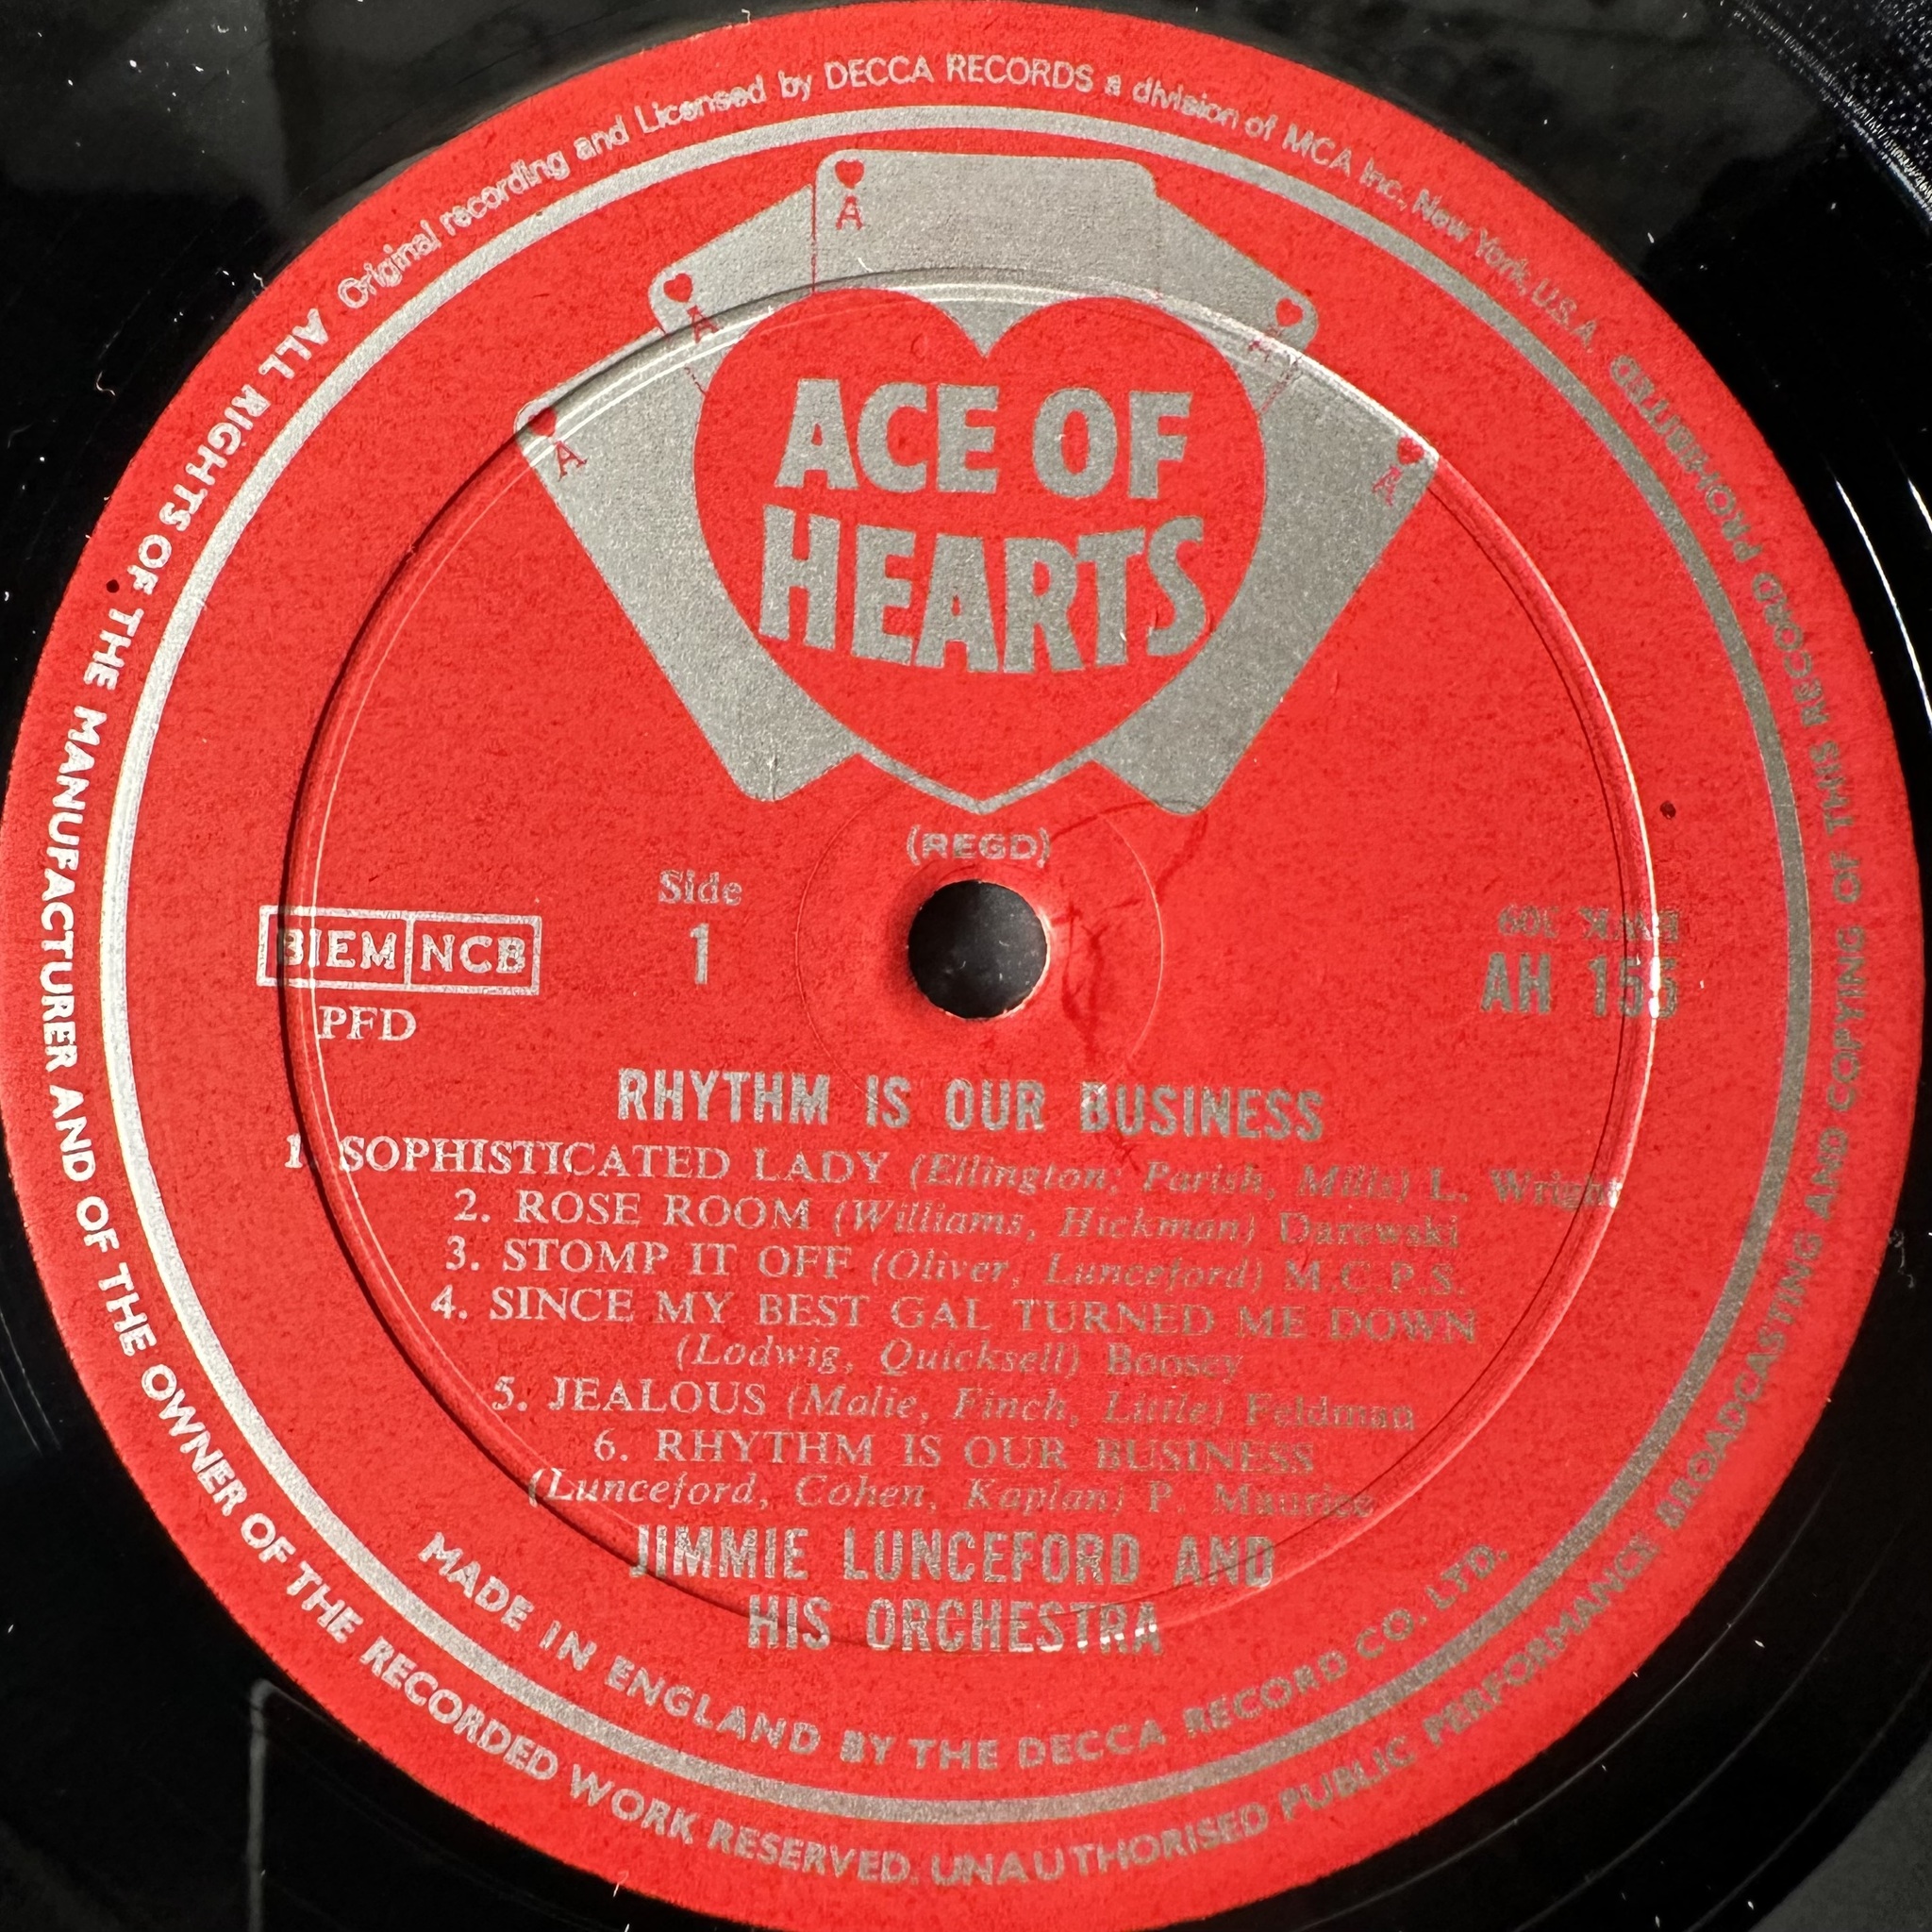 Original recording and Licensed by DECCA RECORDS a division of MCA Inc., New York, U.S.A.
ALL RIGHTS OF THE MANUFACTURER AND OF THE OWNER OF THE RECORDED WORK RESERVED. UNAUTHORISED PUBLIC PERFORMANCE BROADCASTING AND COPYING OF THIS RECORD PROHIBITED
A
A
A
A
A
ACE OF
HEARTS
(REGD)
Side
1
BIEM NCB
PFD
AH 155
RHYTHM IS OUR BUSINESS
1. SOPHISTICATED LADY (Ellington, Parish, Mills) L. Wright
2. ROSE ROOM (Williams, Hickman) Darewski
3. STOMP IT OFF (Oliver, Lunceford) M.C.P.S.
4. SINCE MY BEST GAL TURNED ME DOWN
(Lodwig, Quicksell) Boosey
5. JEALOUS (Malie, Finch, Little) Feldman
6. RHYTHM IS OUR BUSINESS
(Lunceford, Cohen, Kaplan) P. Maurice
JIMMIE LUNCEFORD AND
HIS ORCHESTRA
MADE IN ENGLAND BY THE DECCA RECORD CO. LTD.